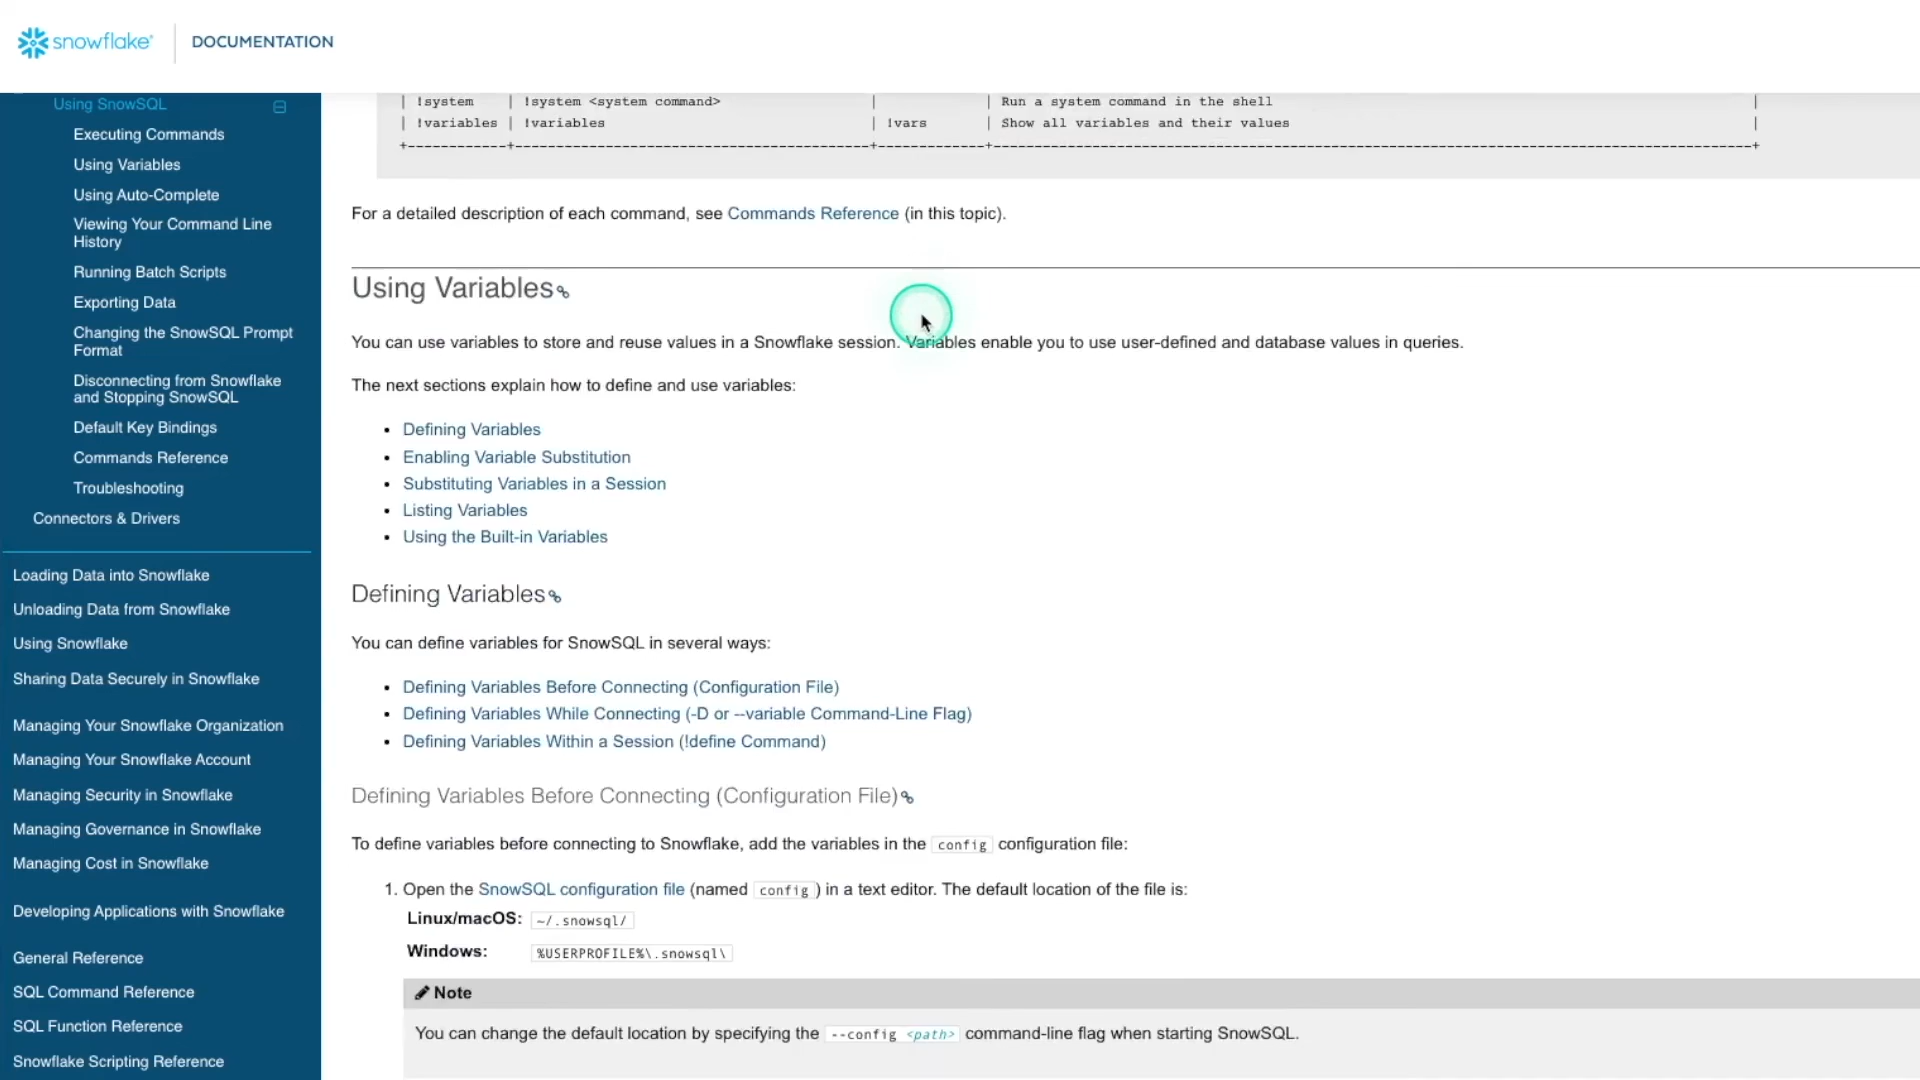 snowflake®
DOCUMENTATION
Using SnowSQL
Executing Commands
Using Variables
Using Auto-Complete
Viewing Your Command Line
History
Running Batch Scripts
Exporting Data
Changing the SnowSQL Prompt
Format
Disconnecting from Snowflake
and Stopping SnowSQL
Default Key Bindings
Commands Reference
Troubleshooting
Connectors & Drivers
Loading Data into Snowflake
Unloading Data from Snowflake
Using Snowflake
Sharing Data Securely in Snowflake
Managing Your Snowflake Organization
Managing Your Snowflake Account
Managing Security in Snowflake
Managing Governance in Snowflake
Managing Cost in Snowflake
Developing Applications with Snowflake
General Reference
SQL Command Reference
SQL Function Reference
Snowflake Scripting Reference
| !system | !system <system command> | | Run a system command in the shell |
| !variables | !variables | !vars | Show all variables and their values |
For a detailed description of each command, see Commands Reference (in this topic).
Using Variables
You can use variables to store and reuse values in a Snowflake session. Variables enable you to use user-defined and database values in queries.
The next sections explain how to define and use variables:
• Defining Variables
• Enabling Variable Substitution
• Substituting Variables in a Session
• Listing Variables
• Using the Built-in Variables
Defining Variables
You can define variables for SnowSQL in several ways:
• Defining Variables Before Connecting (Configuration File)
• Defining Variables While Connecting (-D or --variable Command-Line Flag)
• Defining Variables Within a Session (!define Command)
Defining Variables Before Connecting (Configuration File)
To define variables before connecting to Snowflake, add the variables in the config configuration file:
1. Open the SnowSQL configuration file (named config ) in a text editor. The default location of the file is:
Linux/macOS: ~/.snowsql/
Windows: %USERPROFILE%\.snowsql\
Note
You can change the default location by specifying the --config <path> command-line flag when starting SnowSQL.